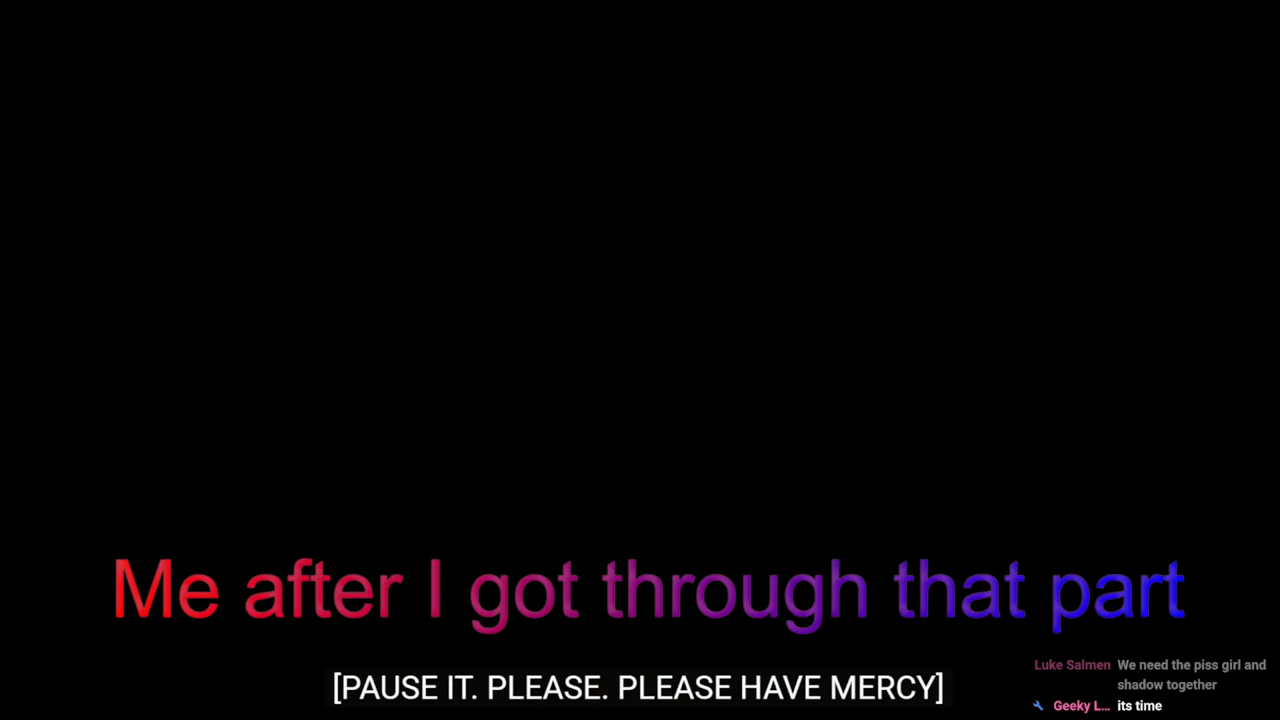 Me after I got through that part
[PAUSE IT. PLEASE. PLEASE HAVE MERCY]
Luke Salmen We need the piss girl and
shadow together
Geeky L... its time